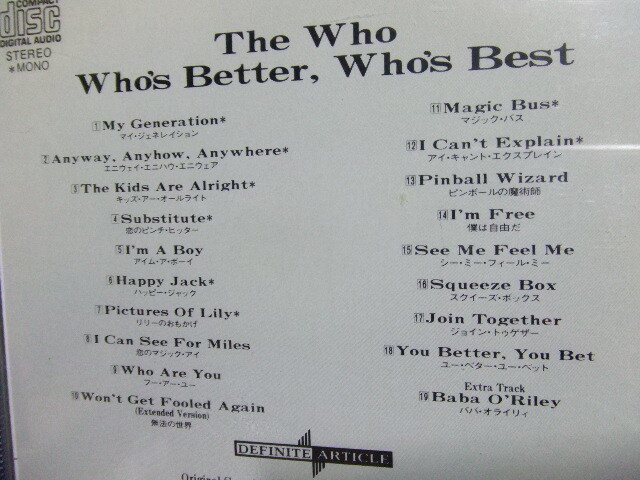 COMPACT
disc
DIGITAL AUDIO
STEREO
*MONO
The Who
Who's Better, Who's Best
1 My Generation*
マイ・ジェネレイション
2 Anyway, Anyhow, Anywhere*
エニウェイ・エニハウ・エニウェア
3 The Kids Are Alright*
キッズ・アー・オールライト
4 Substitute*
恋のピンチ・ヒッター
5 I'm A Boy
アイム・ア・ボーイ
6 Happy Jack*
ハッピー・ジャック
7 Pictures Of Lily*
リリーのおもかげ
8 I Can See For Miles
恋のマジック・アイ
9 Who Are You
フー・アー・ユー
10 Won't Get Fooled Again
(Extended Version)
無法の世界
11 Magic Bus*
マジック・バス
12 I Can't Explain*
アイ・キャント・エクスプレイン
13 Pinball Wizard
ピンボールの魔術師
14 I'm Free
僕は自由だ
15 See Me Feel Me
シー・ミー・フィール・ミー
16 Squeeze Box
スクイーズ・ボックス
17 Join Together
ジョイン・トゥゲザー
18 You Better, You Bet
ユー・ベター・ユー・ベット
Extra Track
19 Baba O'Riley
ババ・オライリィ
DEFINITE ARTICLE
Original